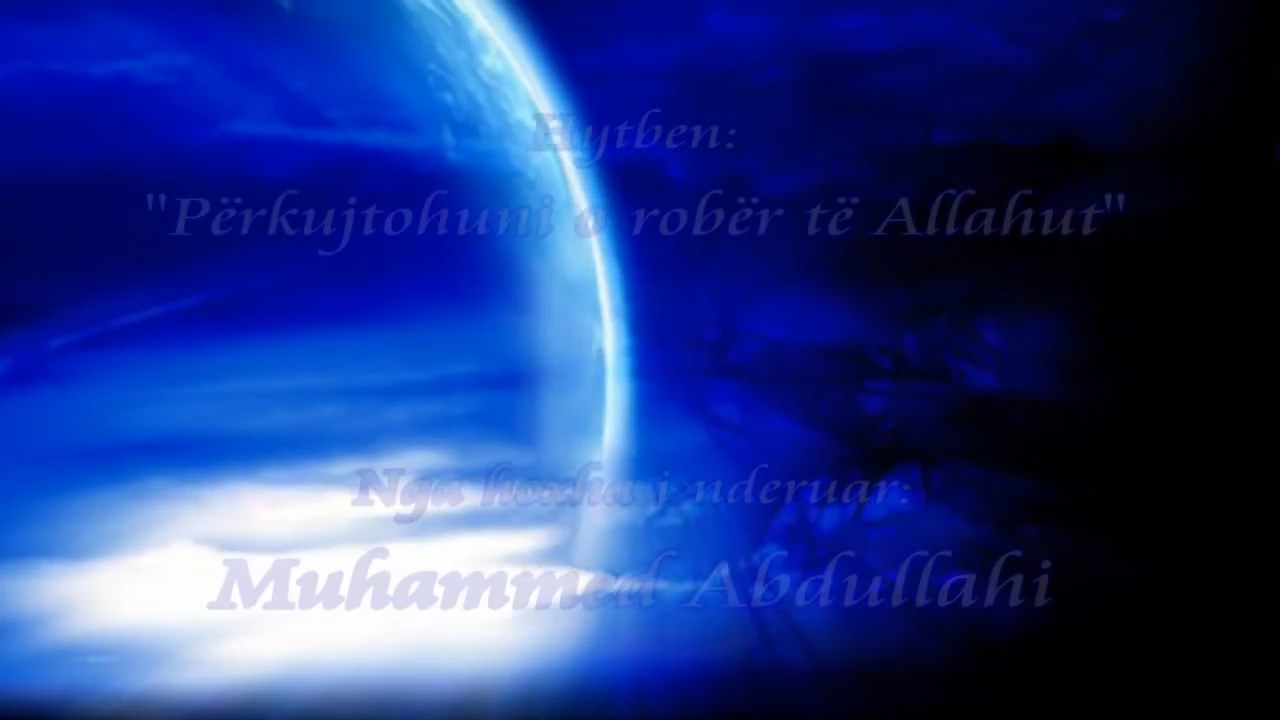 Hytben:
"Përkujtohuni o robër të Allahut"
Nga hoxha i nderuar:
Muhammed Abdullahi